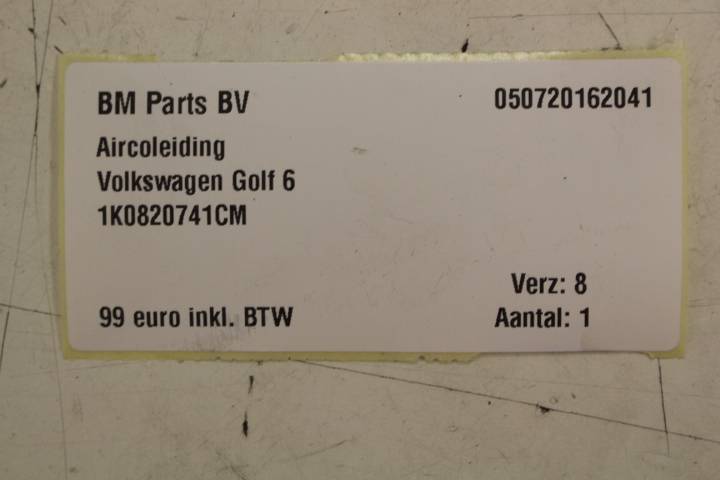 BM Parts BV 050720162041
Aircoleiding
Volkswagen Golf 6
1K0820741CM
Verz: 8
99 euro inkl. BTW Aantal: 1